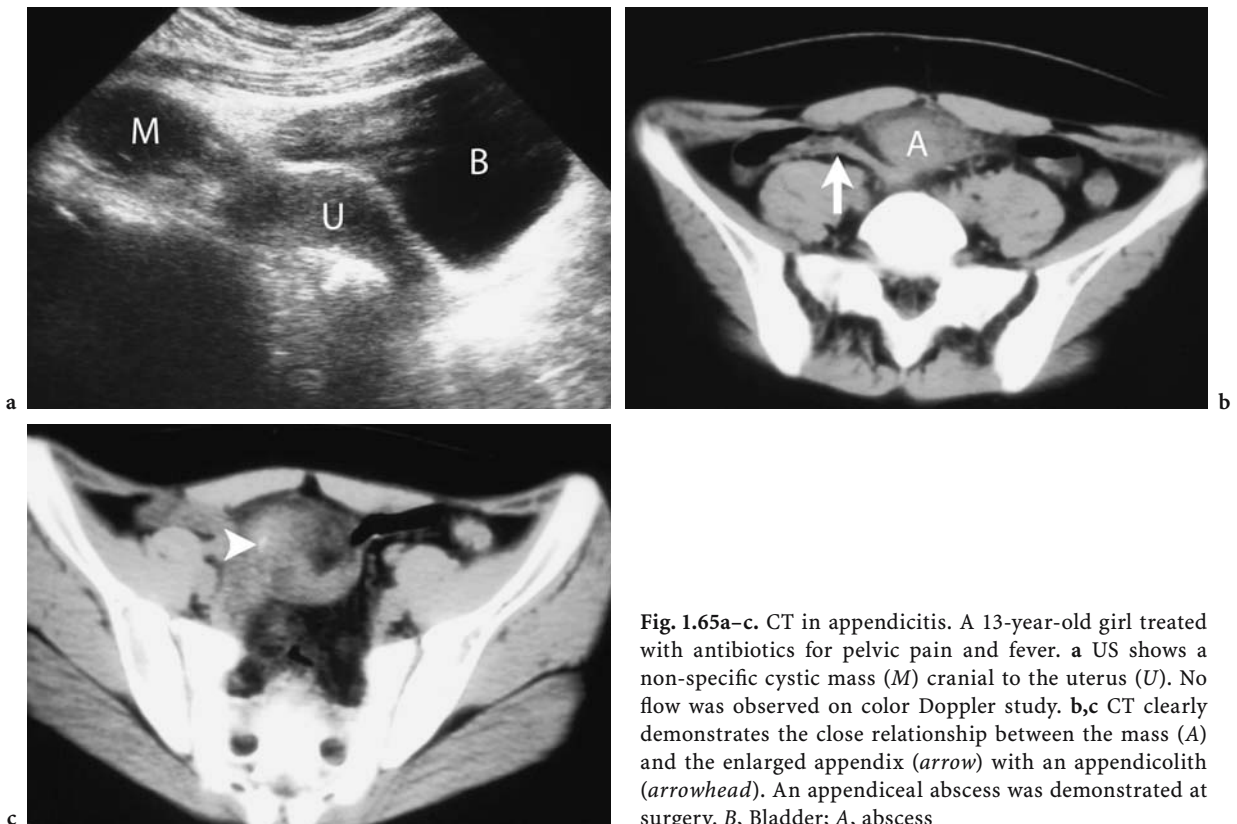 M
B
U
a
A
b
c
Fig. 1.65a–c. CT in appendicitis. A 13-year-old girl treated
with antibiotics for pelvic pain and fever. a US shows a
non-specific cystic mass (M) cranial to the uterus (U). No
flow was observed on color Doppler study. b,c CT clearly
demonstrates the close relationship between the mass (A)
and the enlarged appendix (arrow) with an appendicolith
(arrowhead). An appendiceal abscess was demonstrated at
surgery. B, Bladder; A, abscess